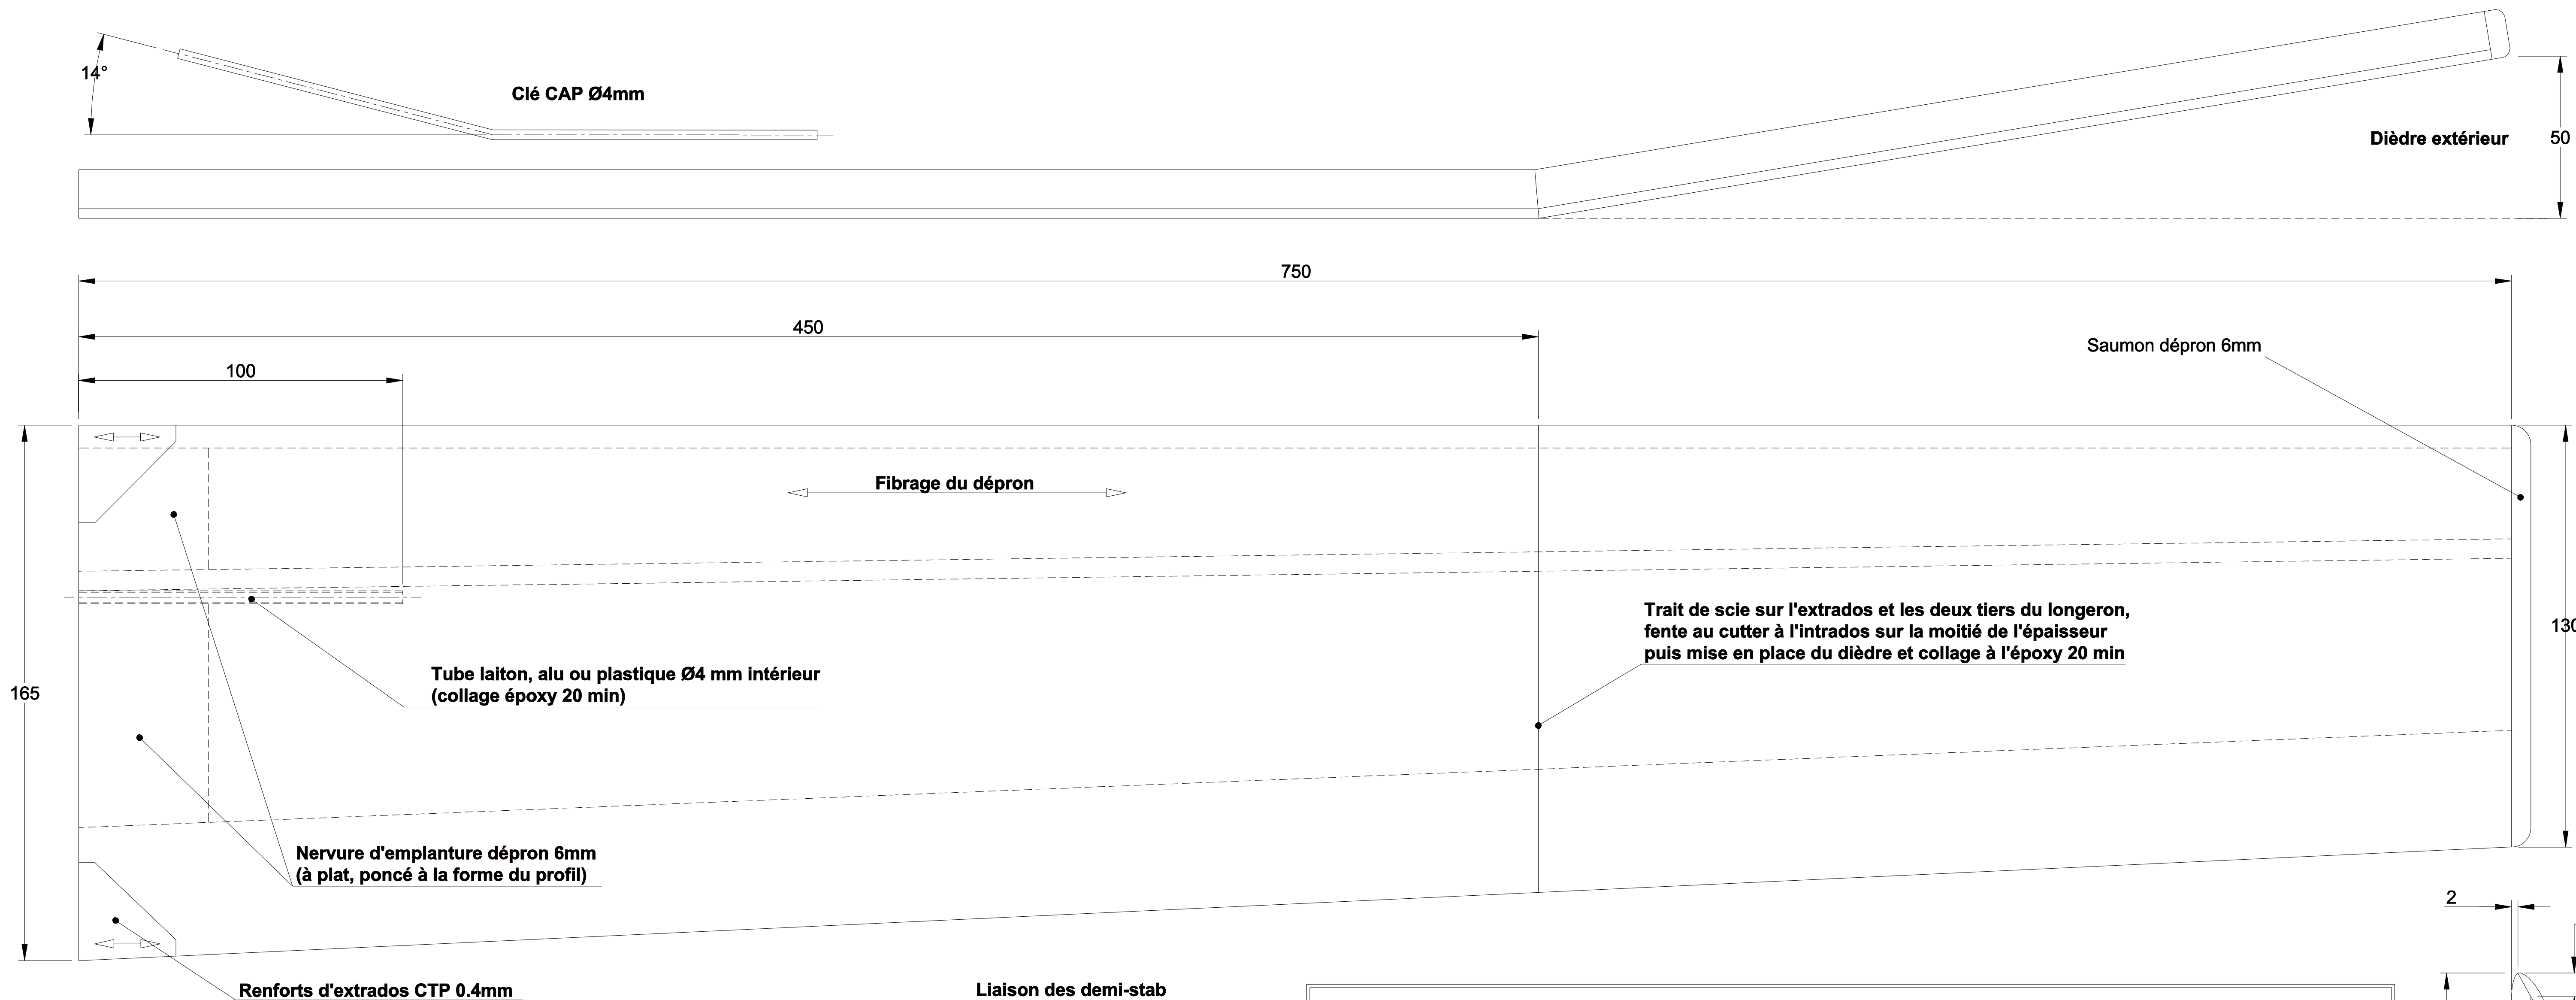 14°
Clé CAP Ø4mm
Dièdre extérieur
50
750
450
100
Saumon dépron 6mm
Fibrage du dépron
Trait de scie sur l'extrados et les deux tiers du longeron,
fente au cutter à l'intrados sur la moitié de l'épaisseur
puis mise en place du dièdre et collage à l'époxy 20 min
130
165
Tube laiton, alu ou plastique Ø4 mm intérieur
(collage époxy 20 min)
Nervure d'emplanture dépron 6mm
(à plat, poncé à la forme du profil)
2
Renforts d'extrados CTP 0.4mm
Liaison des demi-stab